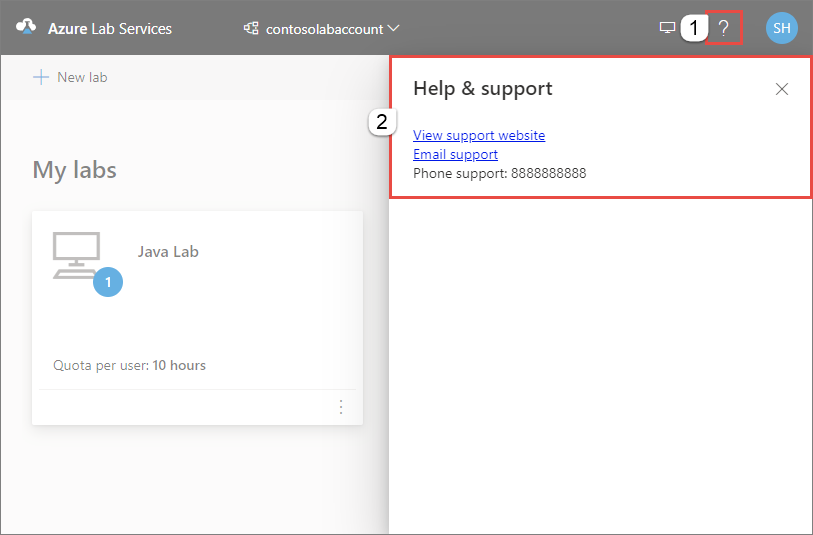 Azure Lab Services
contosolabaccount
1
?
SH
New lab
Help & support
2
View support website
Email support
Phone support: 8888888888
My labs
Java Lab
1
Quota per user: 10 hours